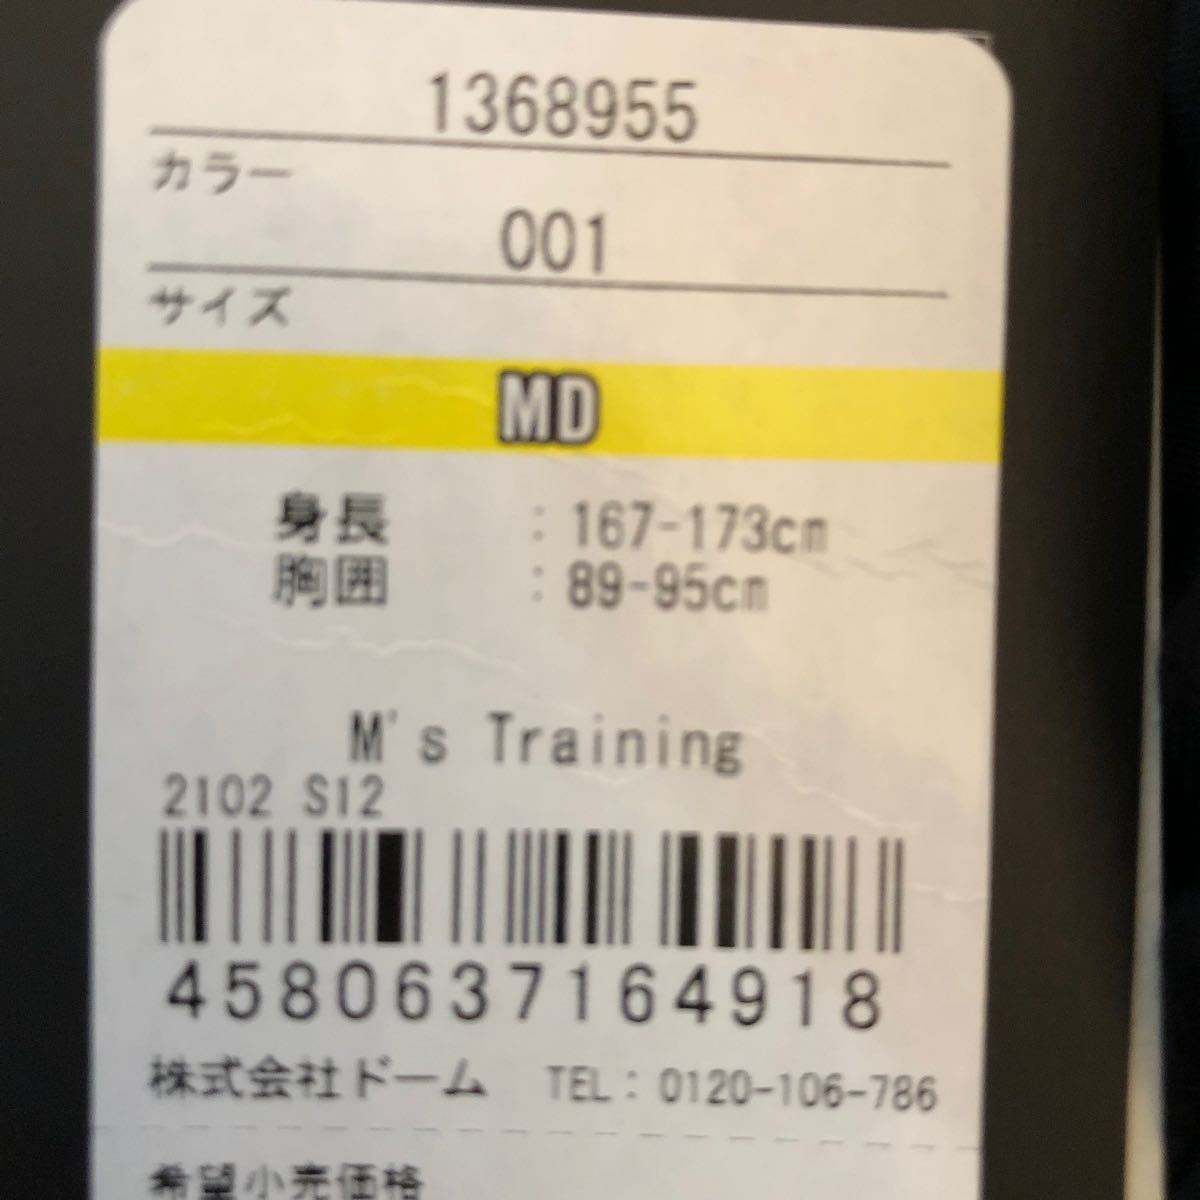 1368955
カラー
001
サイズ
MD
身長 : 167-173cm
胸囲 : 89-95cm
M's Training
2102 S12
4580637164918
株式会社ドーム TEL: 0120-106-786
希望小売価格